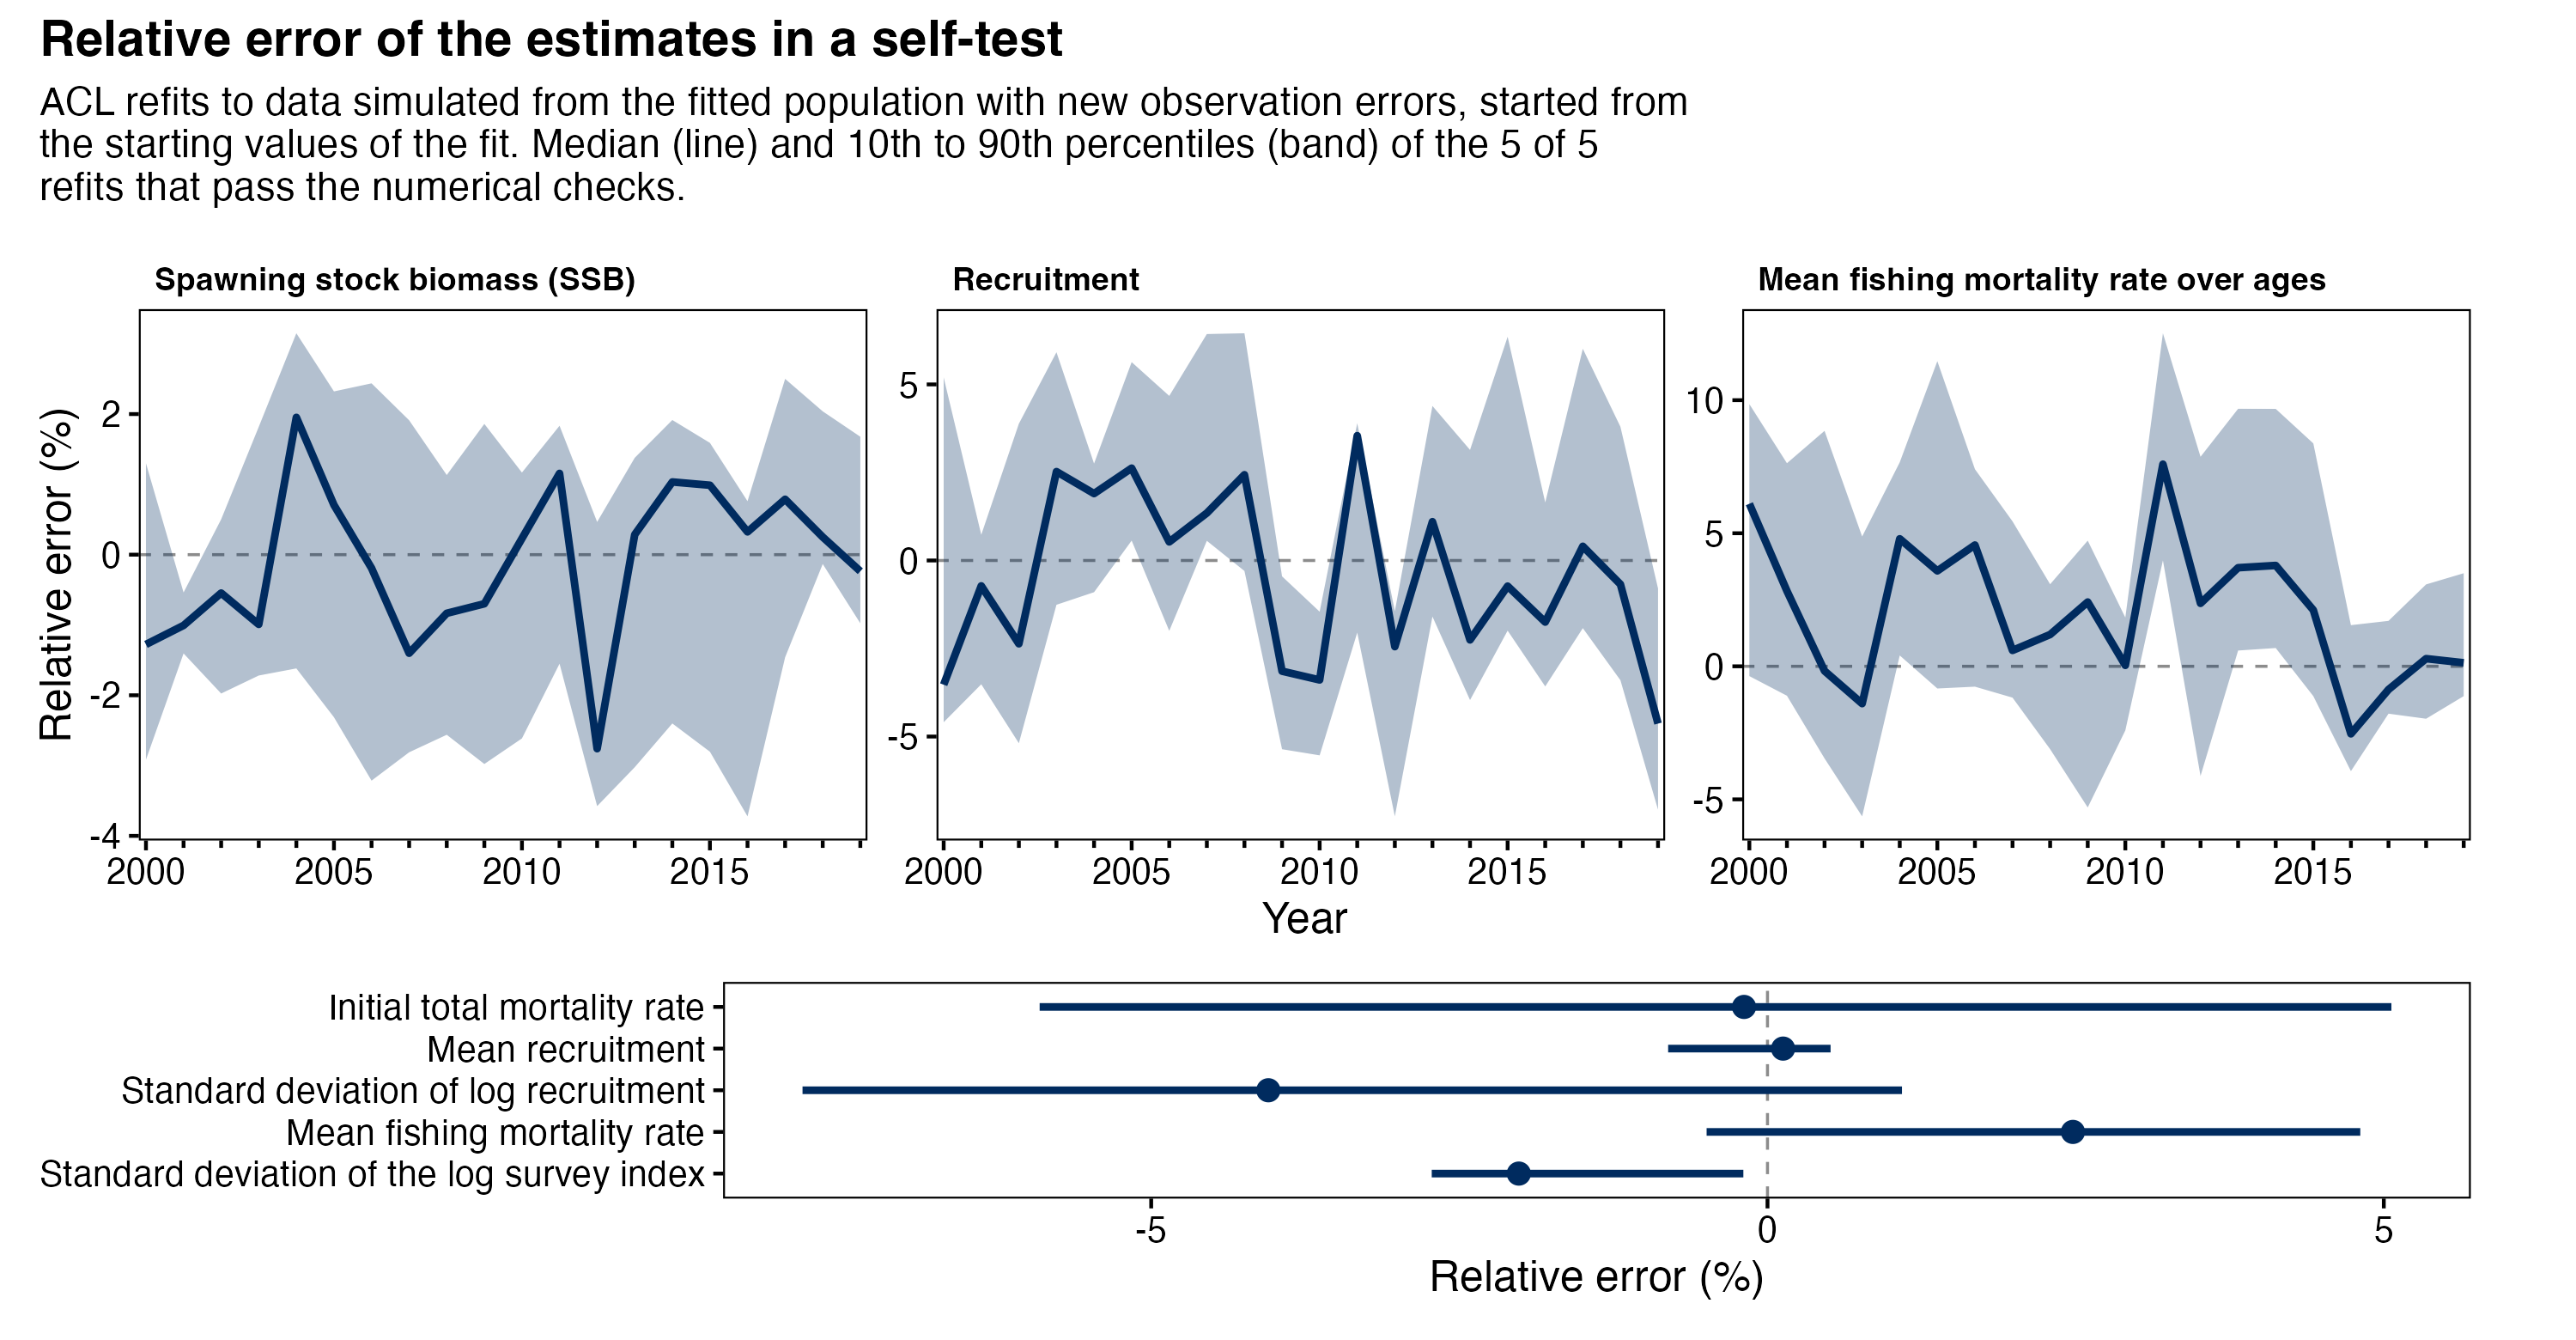 Relative error of the estimates in a self-test
ACL refits to data simulated from the fitted population with new observation errors, started from
the starting values of the fit. Median (line) and 10th to 90th percentiles (band) of the 5 of 5
refits that pass the numerical checks.
Spawning stock biomass (SSB)
Recruitment
Mean fishing mortality rate over ages
Relative error (%)
2
0
-2
-4
2000 2005 2010 2015
5
0
-5
2000 2005 2010 2015
10
5
0
-5
2000 2005 2010 2015
Year
Initial total mortality rate
Mean recruitment
Standard deviation of log recruitment
Mean fishing mortality rate
Standard deviation of the log survey index
-5 0 5
Relative error (%)